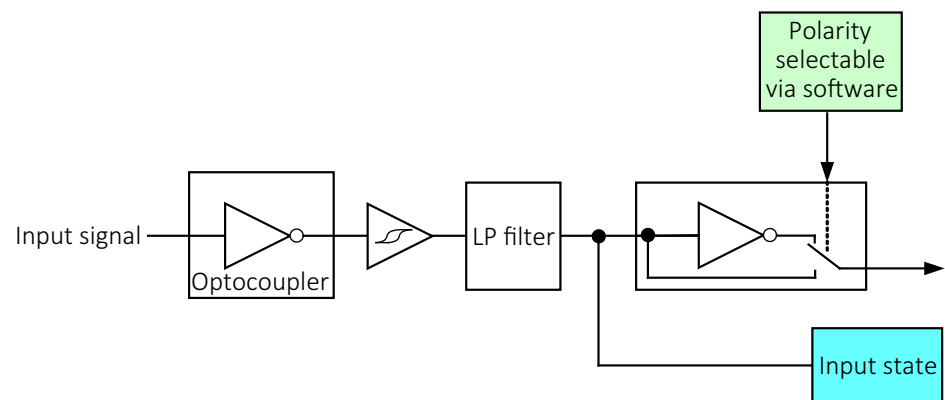 Polarity
selectable
via software
Input signal
Optocoupler
LP filter
Input state